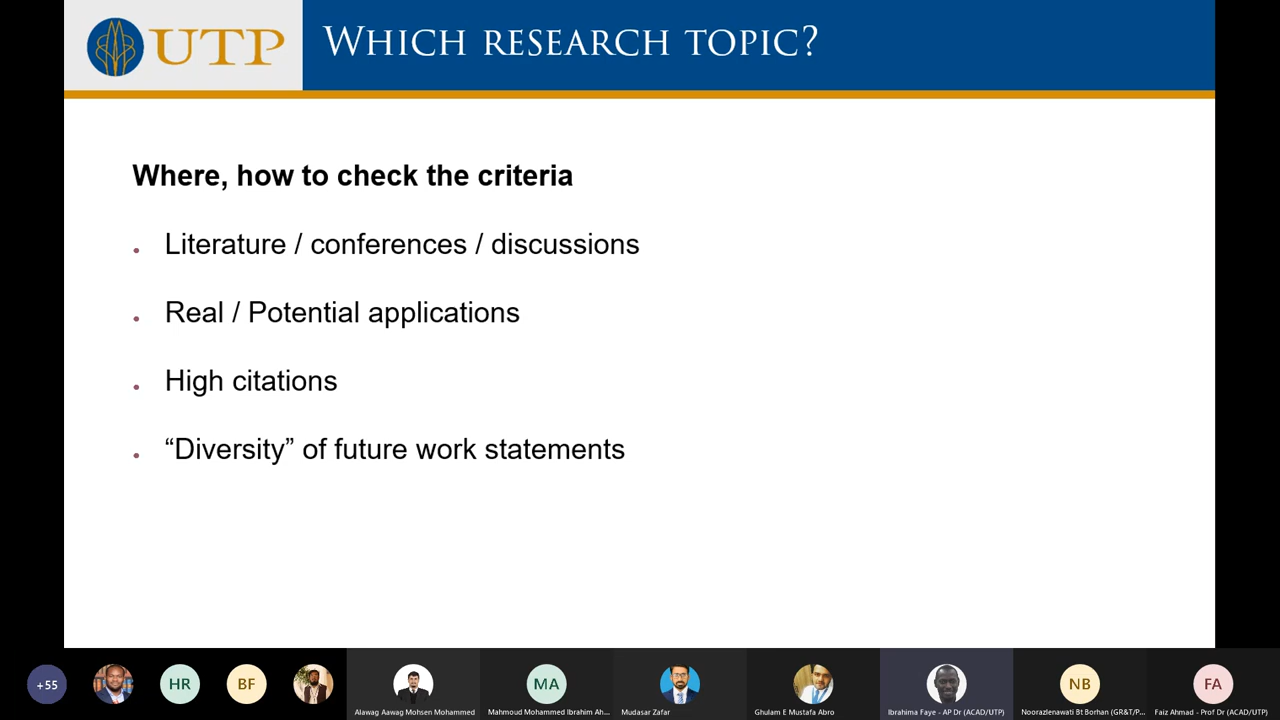 UTP
WHICH RESEARCH TOPIC?
Where, how to check the criteria
Literature / conferences / discussions
Real / Potential applications
High citations
“Diversity” of future work statements
+55
HR
BF
MA
NB
FA
Alawag Aawag Mohsen Mohammed
Mahmoud Mohammed Ibrahim Ah...
Mudasar Zafar
Ghulam E Mustafa Abro
Ibrahima Faye - AP Dr (ACAD/UTP)
Noorazlenawati Bt Borhan (GR&T/P...
Faiz Ahmad - Prof Dr (ACAD/UTP)